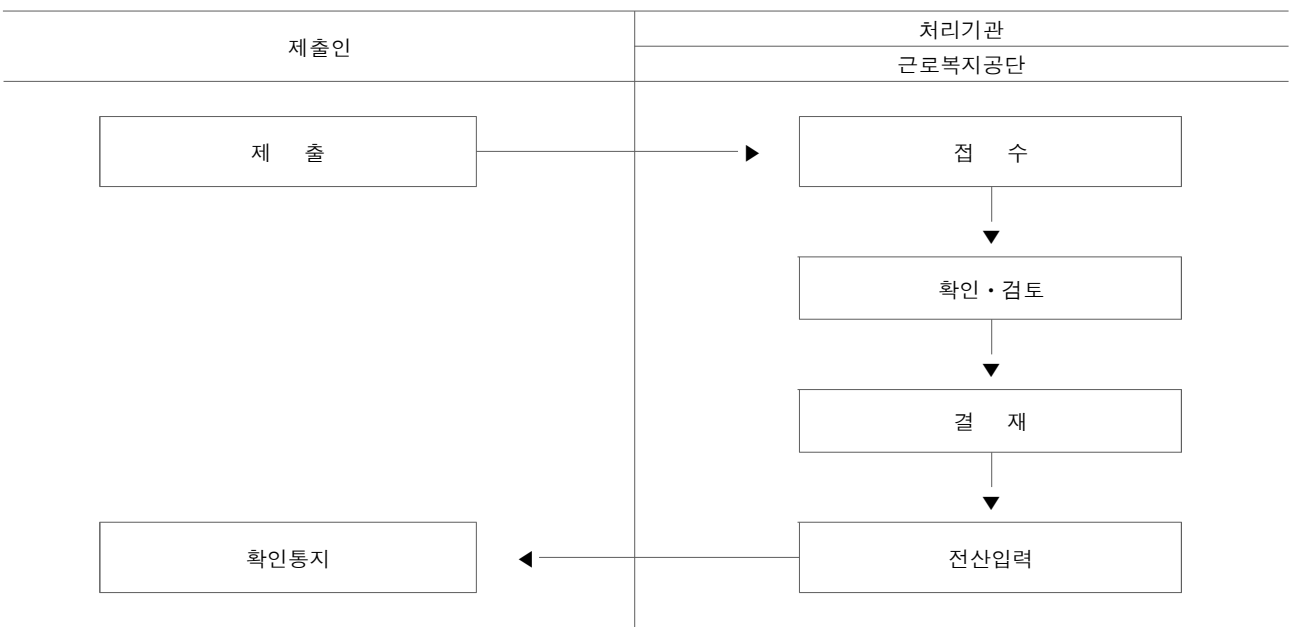 제출인
처리기관
근로복지공단
제 출
접 수
확인·검토
결 재
확인통지
전산입력